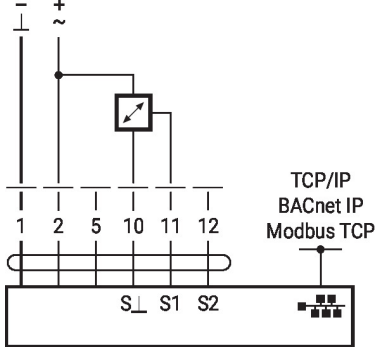 – +
⊥ ~
TCP/IP
BACnet IP
Modbus TCP
1 2 5 10 11 12
S⊥ S1 S2